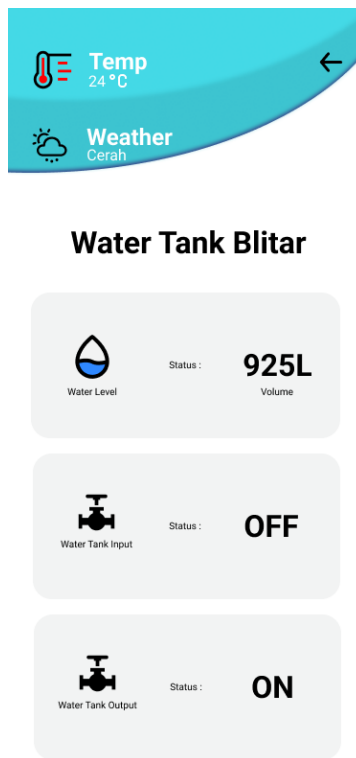 Temp
24 °C
Weather
Cerah
Water Tank Blitar
Water Level
Status :
925L
Volume
Water Tank Input
Status :
OFF
Water Tank Output
Status :
ON